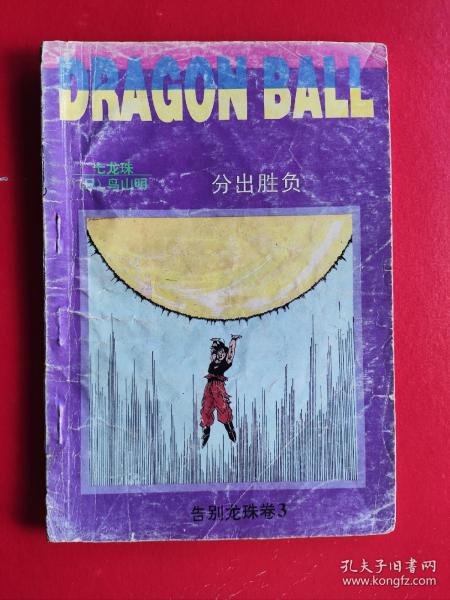 DRAGON BALL
七龙珠
(日)鸟山明
分出胜负
告别龙珠卷3
孔夫子旧书网
www.kongfz.com